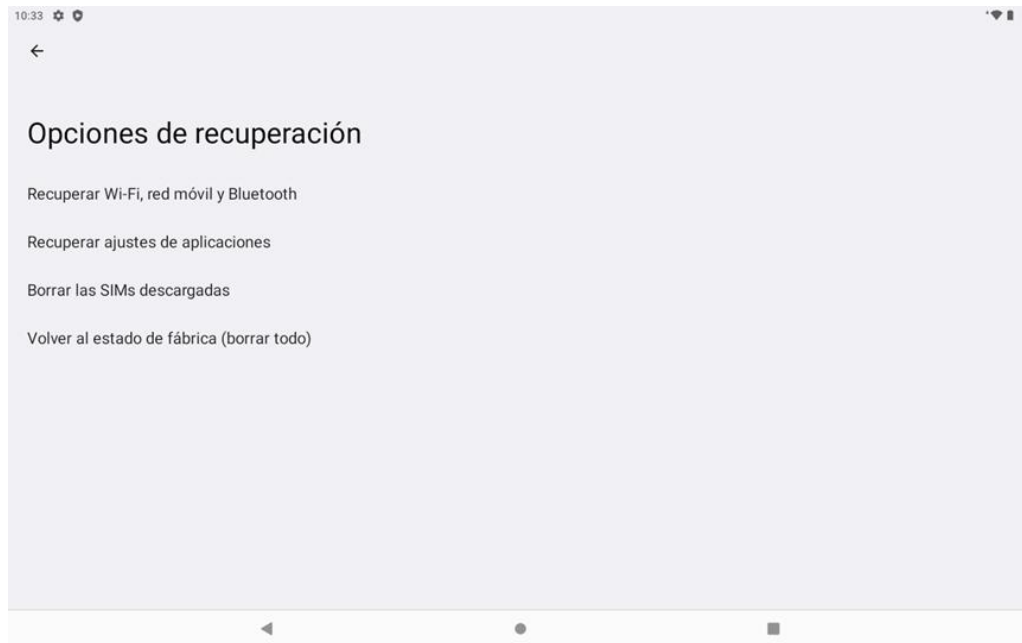 10:33
Opciones de recuperación
Recuperar Wi-Fi, red móvil y Bluetooth
Recuperar ajustes de aplicaciones
Borrar las SIMs descargadas
Volver al estado de fábrica (borrar todo)